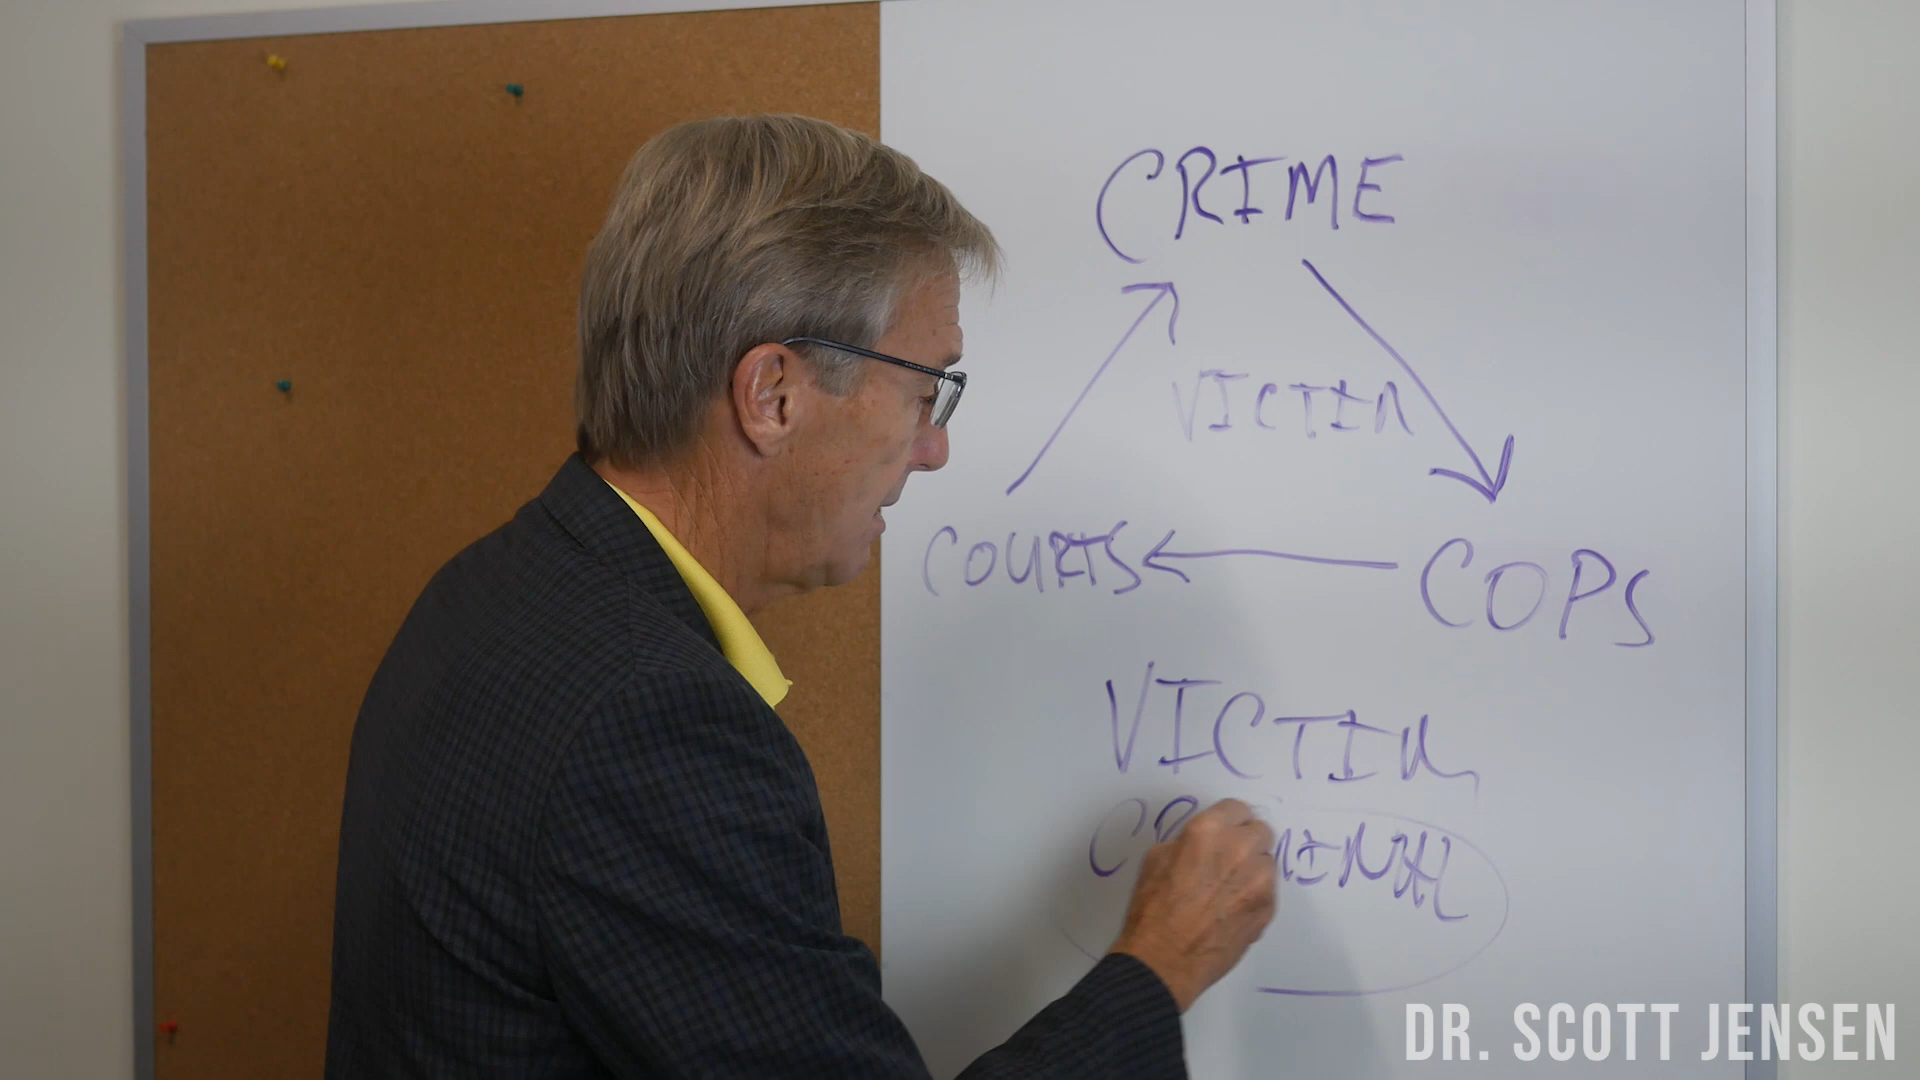 CRIME
VICTIM
COURTS
COPS
VICTIM
CRIMINAL
DR. SCOTT JENSEN